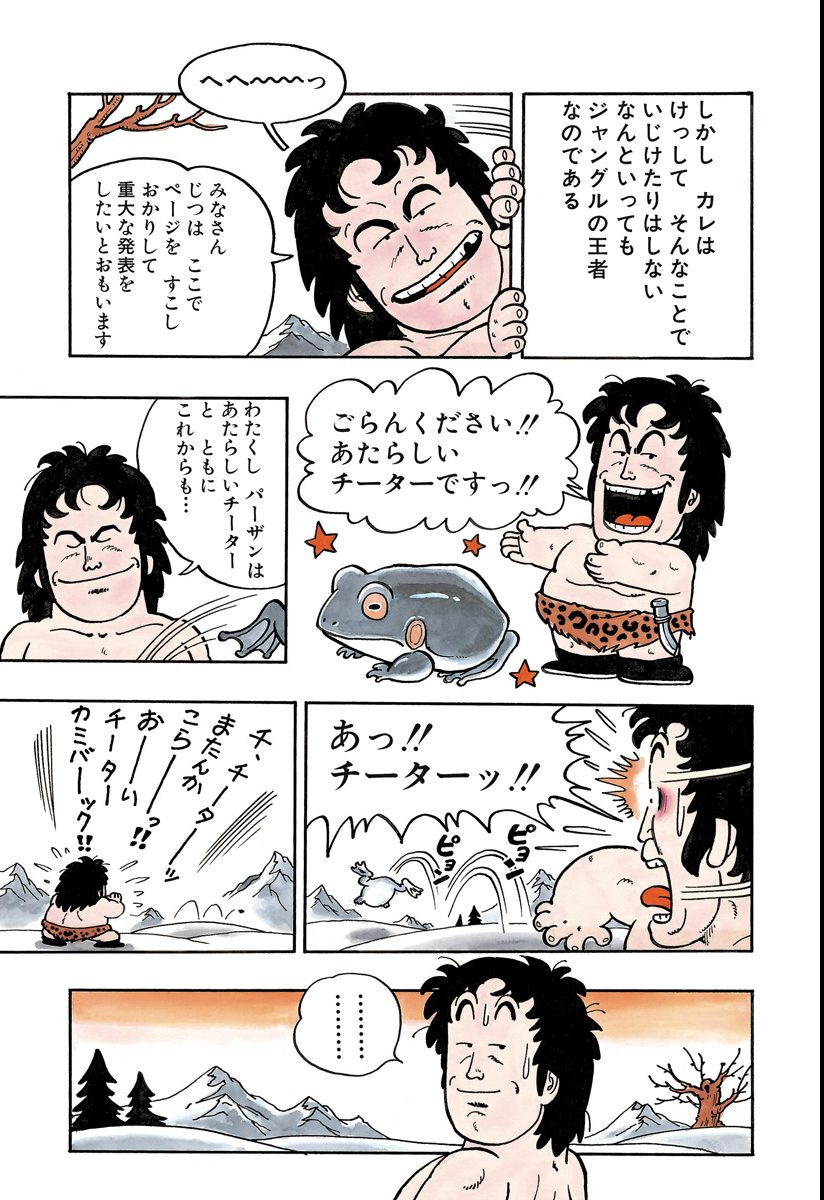 しかし　カレは
けっして　そんなことで
いじけたりはしない
なんといっても
ジャングルの王者
なのである
へへ〜〜〜〜っ
みなさん
じつは　ここで
ページを　すこし
おかりして
重大な発表を
したいとおもいます
ごらんください!!
あたらしい
チーターですっ!!
わたくし　パーザンは
あたらしいチーター
と　ともに
これからも…
あっ!!
チーターッ!!
ピョン
ピョン
チ、チーターーッ
またんか
こらーーっ!!
おーーい
チーター
カミバーック!!
………
………